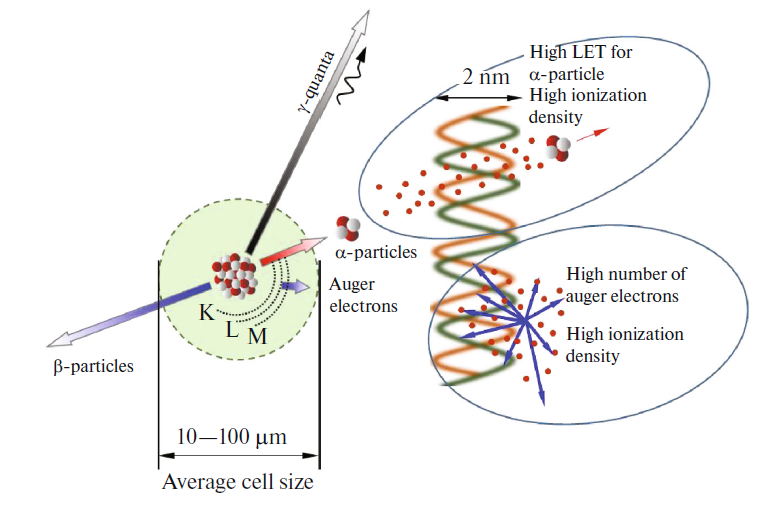 γ-quanta
α-particles
Auger
electrons
K
L
M
β-particles
10—100 μm
Average cell size
2 nm
High LET for
α-particle
High ionization
density
High number of
auger electrons
High ionization
density